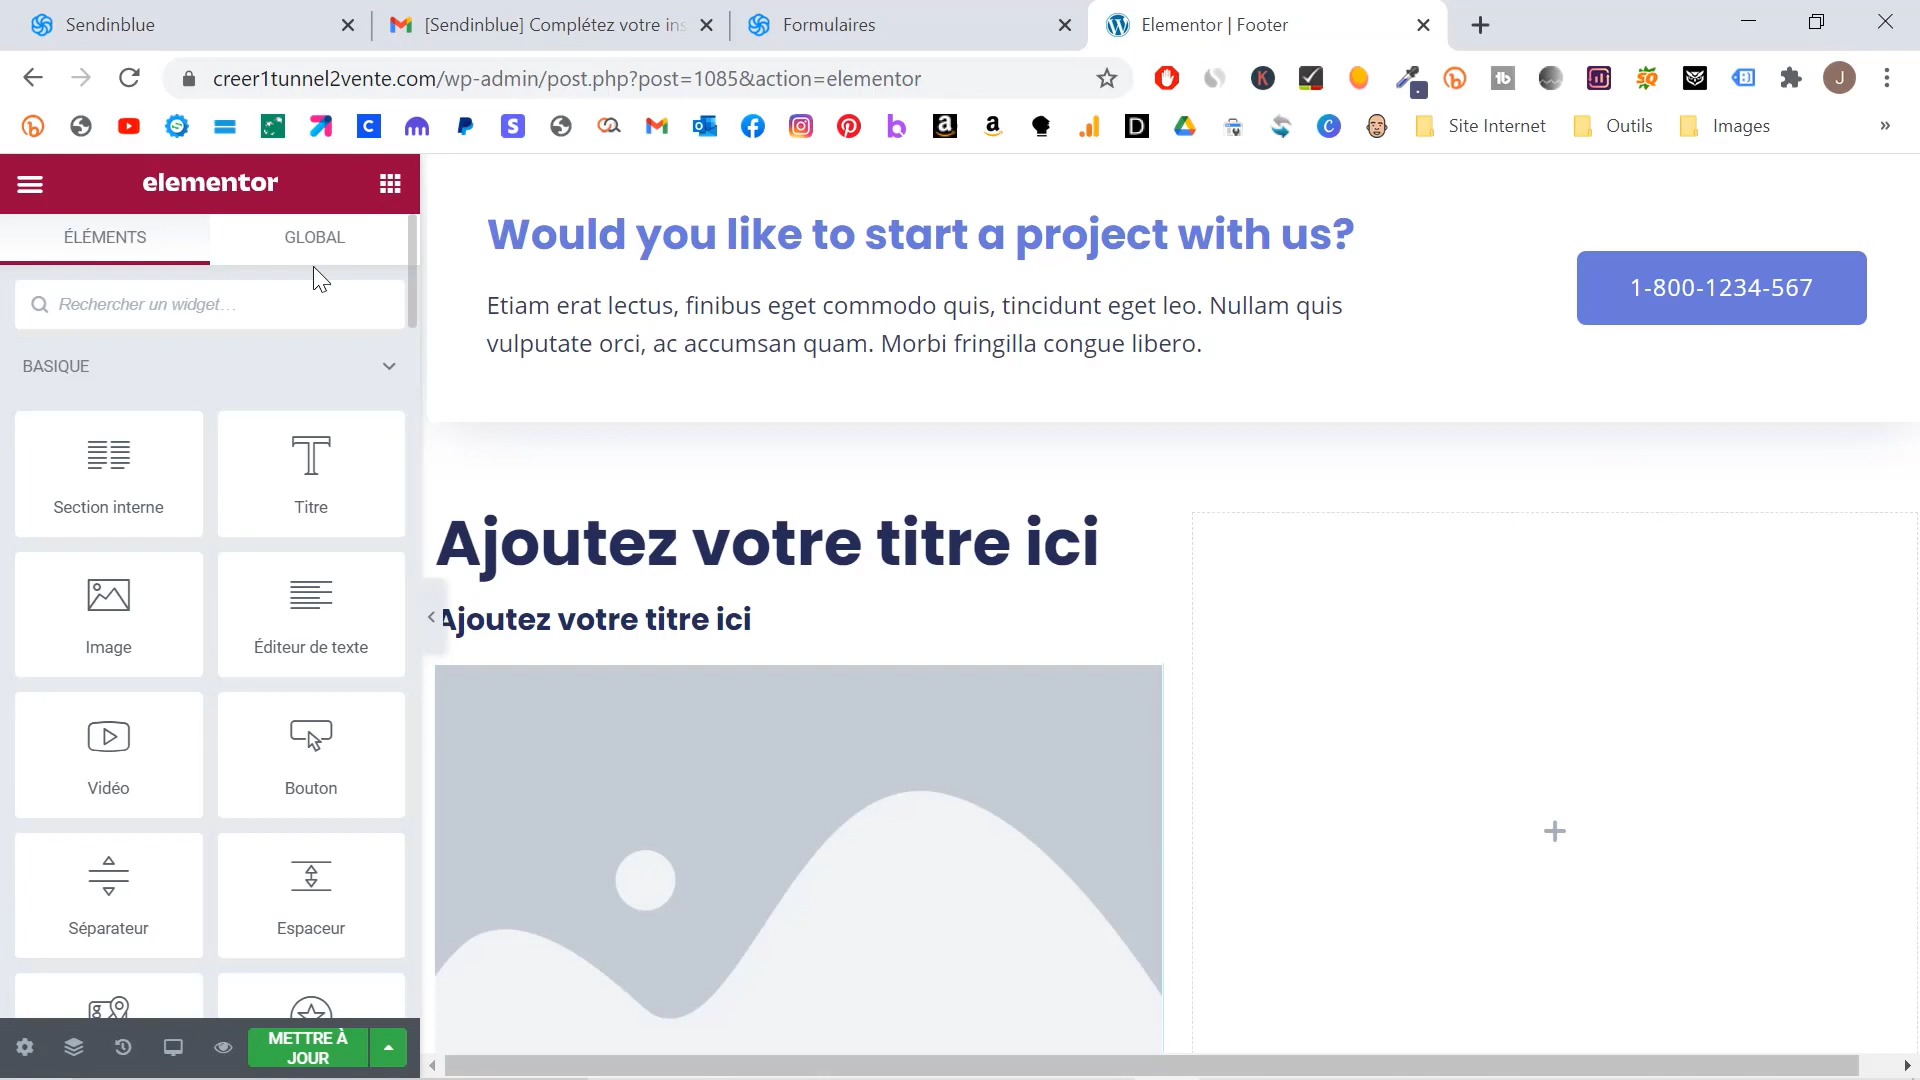 Sendinblue
[Sendinblue] Complétez votre ins
Formulaires
Elementor | Footer
creer1tunnel2vente.com/wp-admin/post.php?post=1085&action=elementor
J
Site Internet
Outils
Images
elementor
ÉLÉMENTS
GLOBAL
Rechercher un widget...
BASIQUE
Section interne
Titre
Image
Éditeur de texte
Vidéo
Bouton
Séparateur
Espaceur
METTRE À
JOUR
Would you like to start a project with us?
Etiam erat lectus, finibus eget commodo quis, tincidunt eget leo. Nullam quis
vulputate orci, ac accumsan quam. Morbi fringilla congue libero.
1-800-1234-567
Ajoutez votre titre ici
Ajoutez votre titre ici